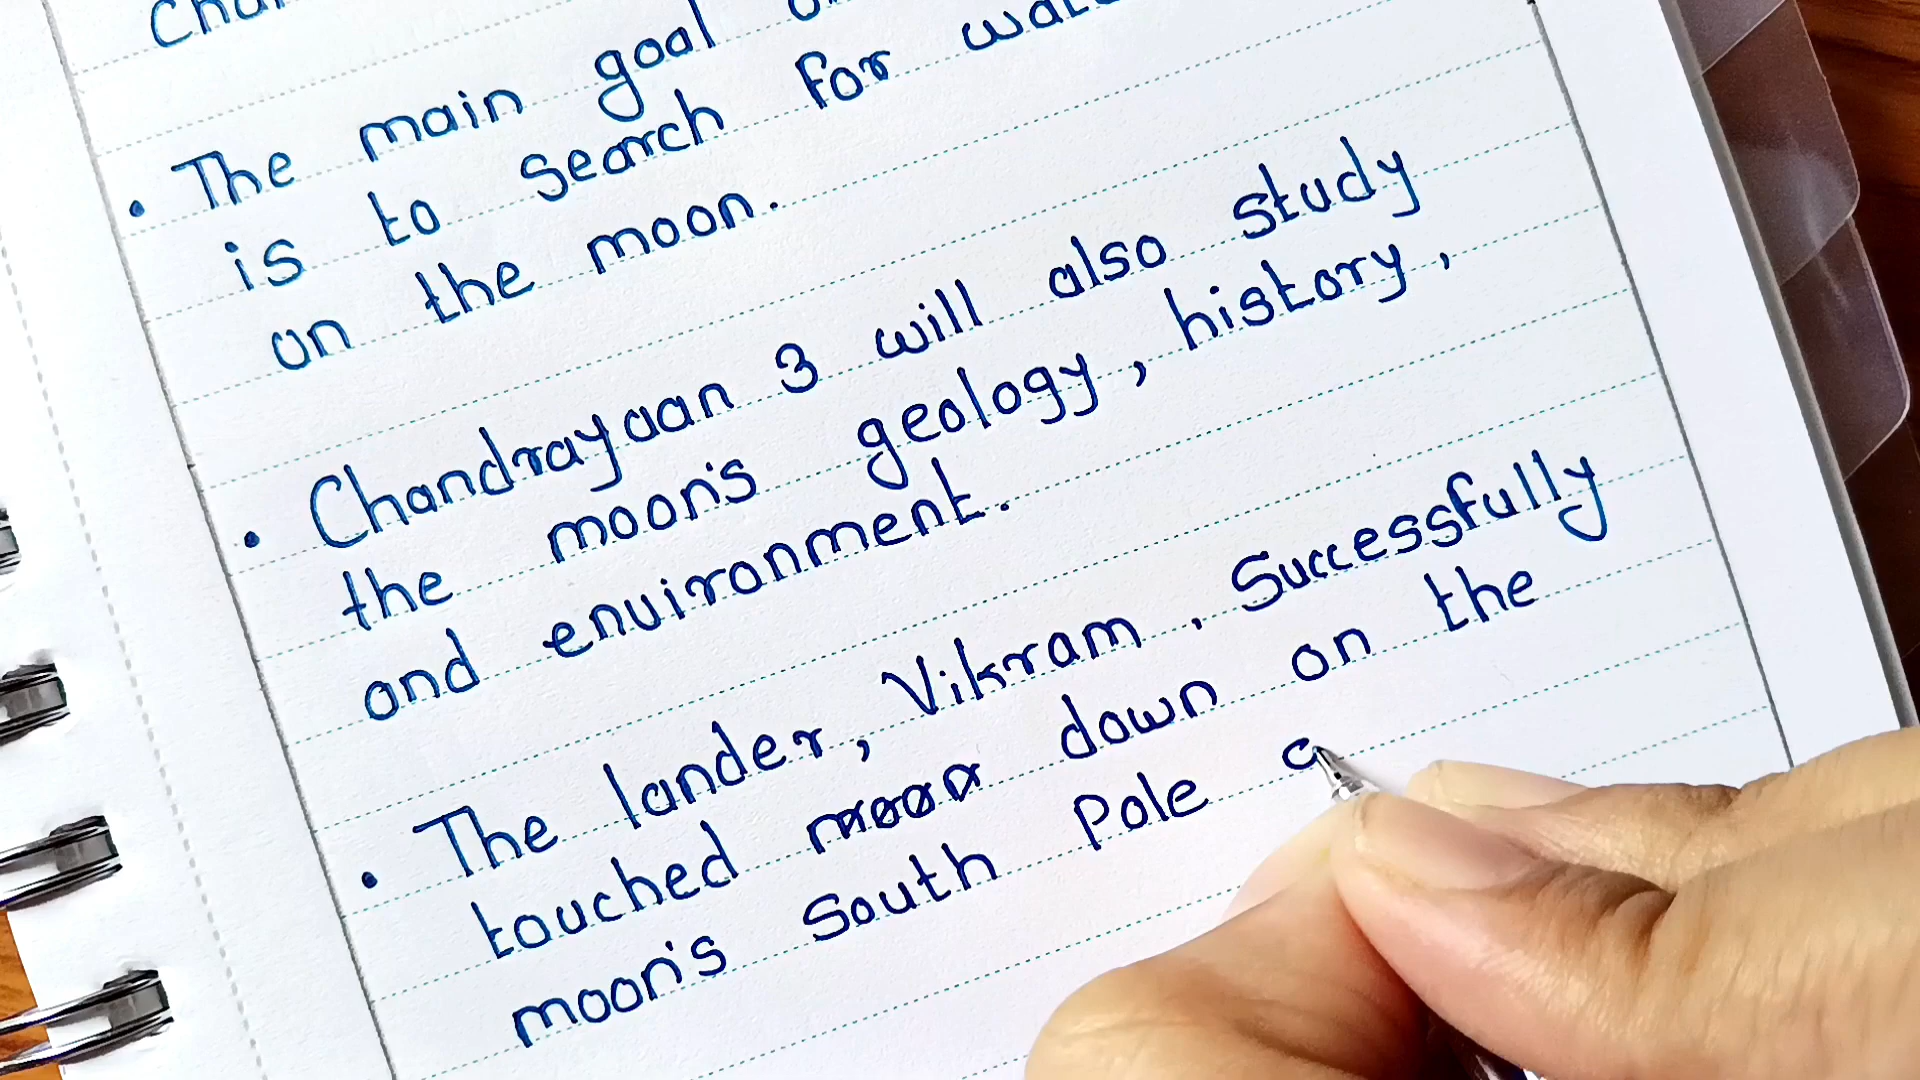 • The main goal
is to search for
on the moon.
• Chandrayaan 3 will also study
the moon's geology, history,
and environment.
• The lander, Vikram. Successfully
touched down on the
moon's South Pole